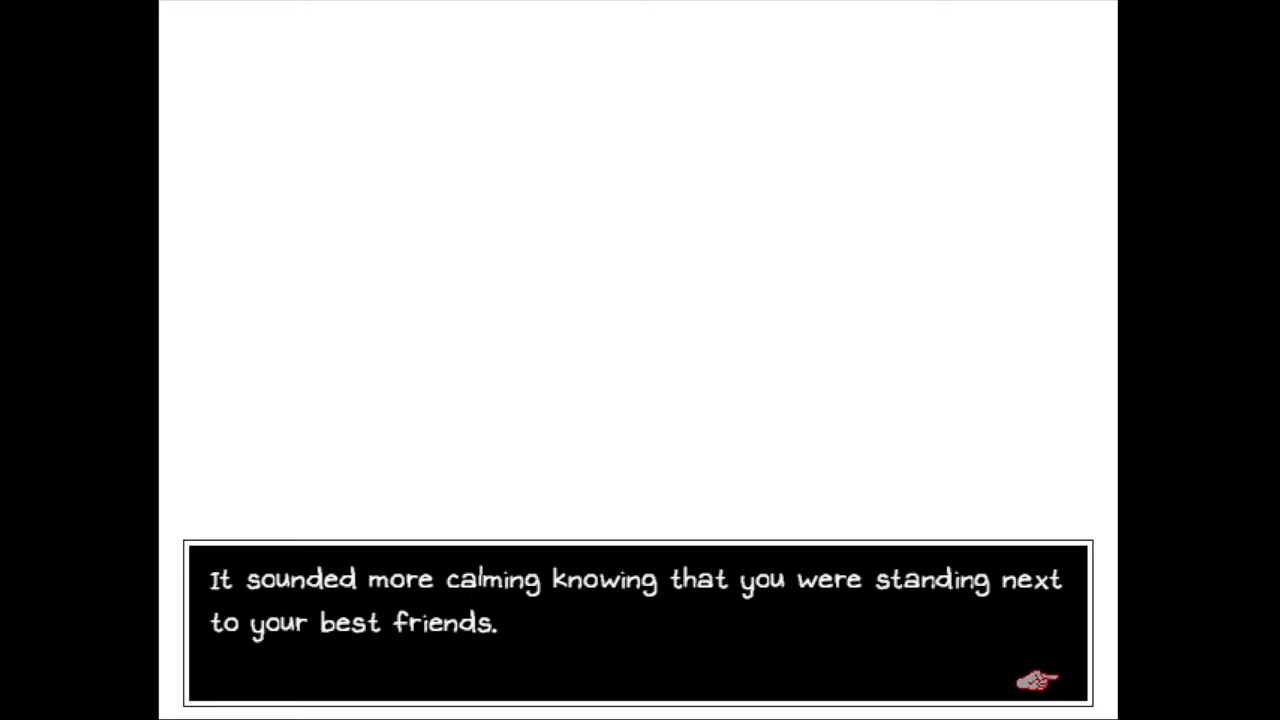 It sounded more calming knowing that you were standing next
to your best friends.